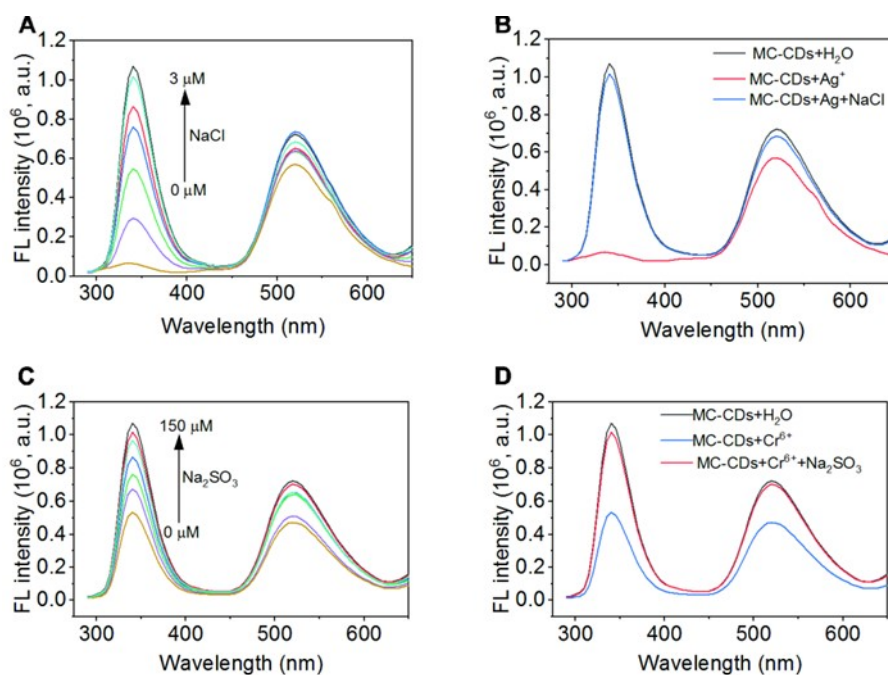 A
FL intensity (10⁶, a.u.)
1.2
1.0
0.8
0.6
0.4
0.2
0.0
3 μM
NaCl
0 μM
300 400 500 600
Wavelength (nm)
B
FL intensity (10⁶, a.u.)
1.2
1.0
0.8
0.6
0.4
0.2
0.0
MC-CDs+H₂O
MC-CDs+Ag⁺
MC-CDs+Ag+NaCl
300 400 500 600
Wavelength (nm)
C
FL intensity (10⁶, a.u.)
1.2
1.0
0.8
0.6
0.4
0.2
0.0
150 μM
Na₂SO₃
0 μM
300 400 500 600
Wavelength (nm)
D
FL intensity (10⁶, a.u.)
1.2
1.0
0.8
0.6
0.4
0.2
0.0
MC-CDs+H₂O
MC-CDs+Cr⁶⁺
MC-CDs+Cr⁶⁺+Na₂SO₃
300 400 500 600
Wavelength (nm)